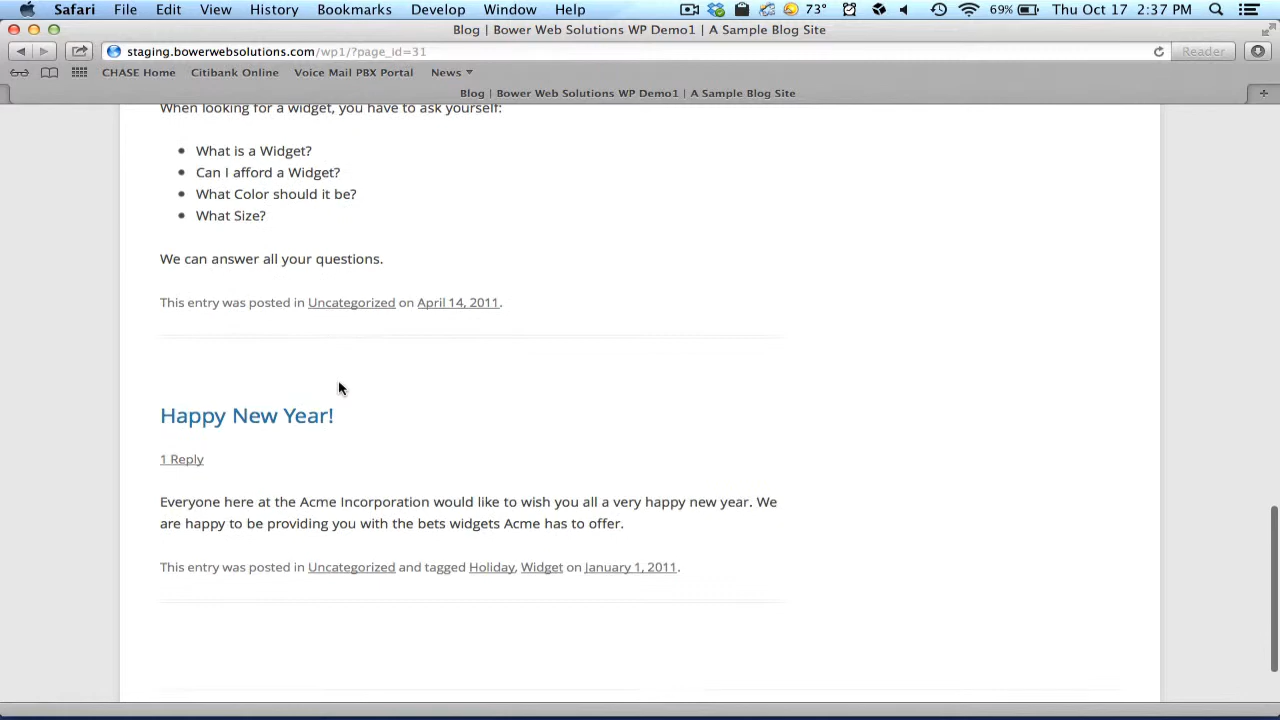 Safari File Edit View History Bookmarks Develop Window Help 73° 69% Thu Oct 17 2:37 PM
Blog | Bower Web Solutions WP Demo1 | A Sample Blog Site
staging.bowerwebsolutions.com/wp1/?page_id=31 Reader
CHASE Home Citibank Online Voice Mail PBX Portal News
Blog | Bower Web Solutions WP Demo1 | A Sample Blog Site
When looking for a widget, you have to ask yourself:
What is a Widget?
Can I afford a Widget?
What Color should it be?
What Size?
We can answer all your questions.
This entry was posted in Uncategorized on April 14, 2011.
Happy New Year!
1 Reply
Everyone here at the Acme Incorporation would like to wish you all a very happy new year. We
are happy to be providing you with the bets widgets Acme has to offer.
This entry was posted in Uncategorized and tagged Holiday, Widget on January 1, 2011.